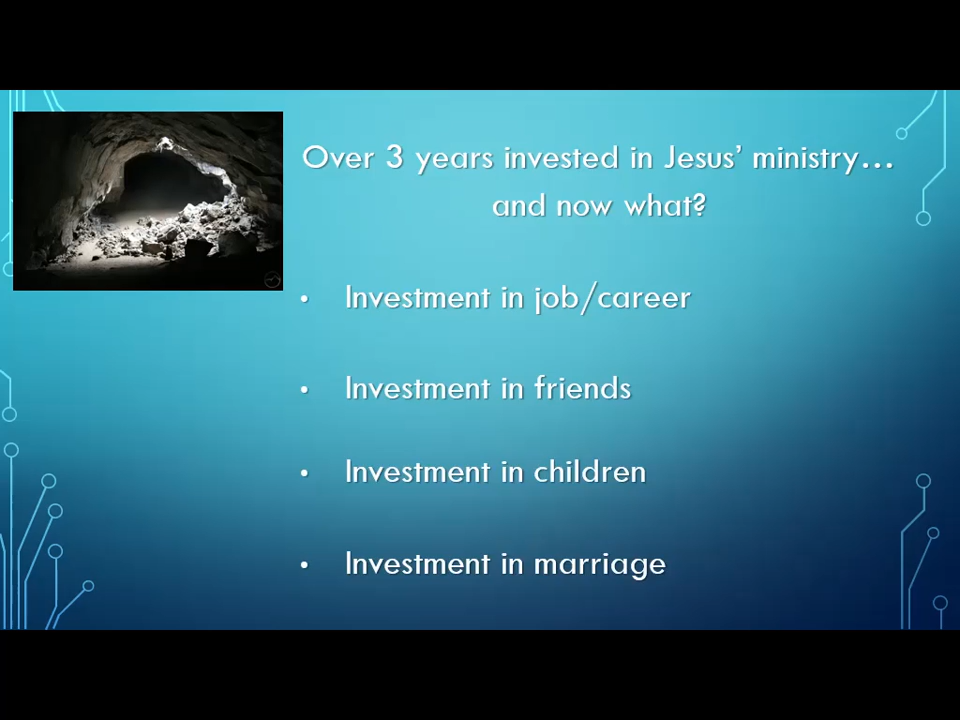 Over 3 years invested in Jesus’ ministry…
and now what?
• Investment in job/career
• Investment in friends
• Investment in children
• Investment in marriage